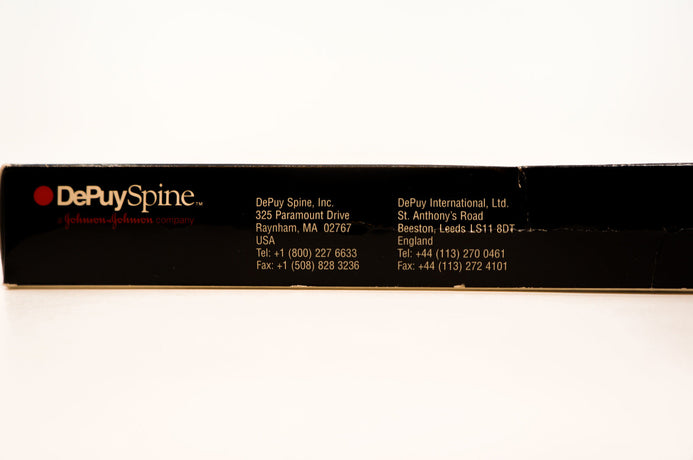 DePuySpine™
a Johnson&Johnson company
DePuy Spine, Inc.
325 Paramount Drive
Raynham, MA 02767
USA
Tel: +1 (800) 227 6633
Fax: +1 (508) 828 3236
DePuy International, Ltd.
St. Anthony's Road
Beeston, Leeds LS11 8DT
England
Tel: +44 (113) 270 0461
Fax: +44 (113) 272 4101